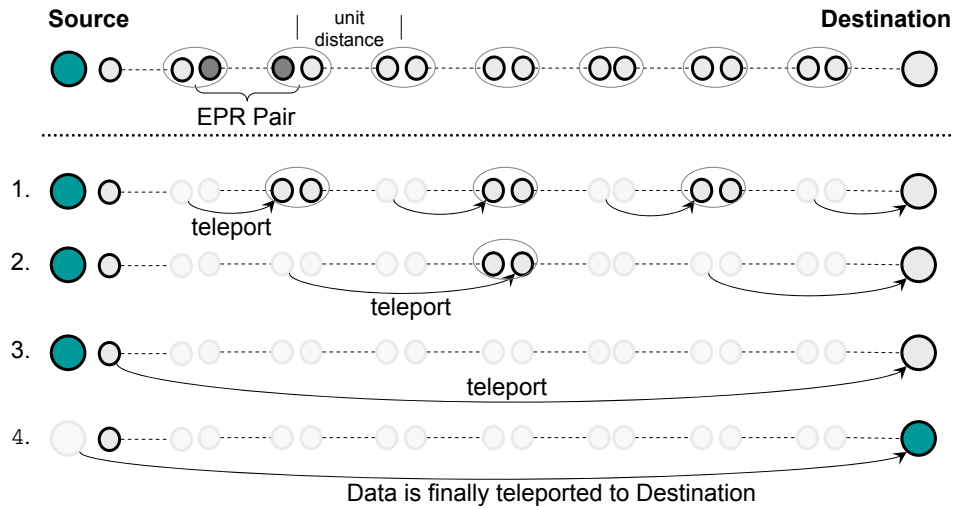 Source
unit
distance
Destination
EPR Pair
1.
teleport
2.
teleport
3.
teleport
4.
Data is finally teleported to Destination